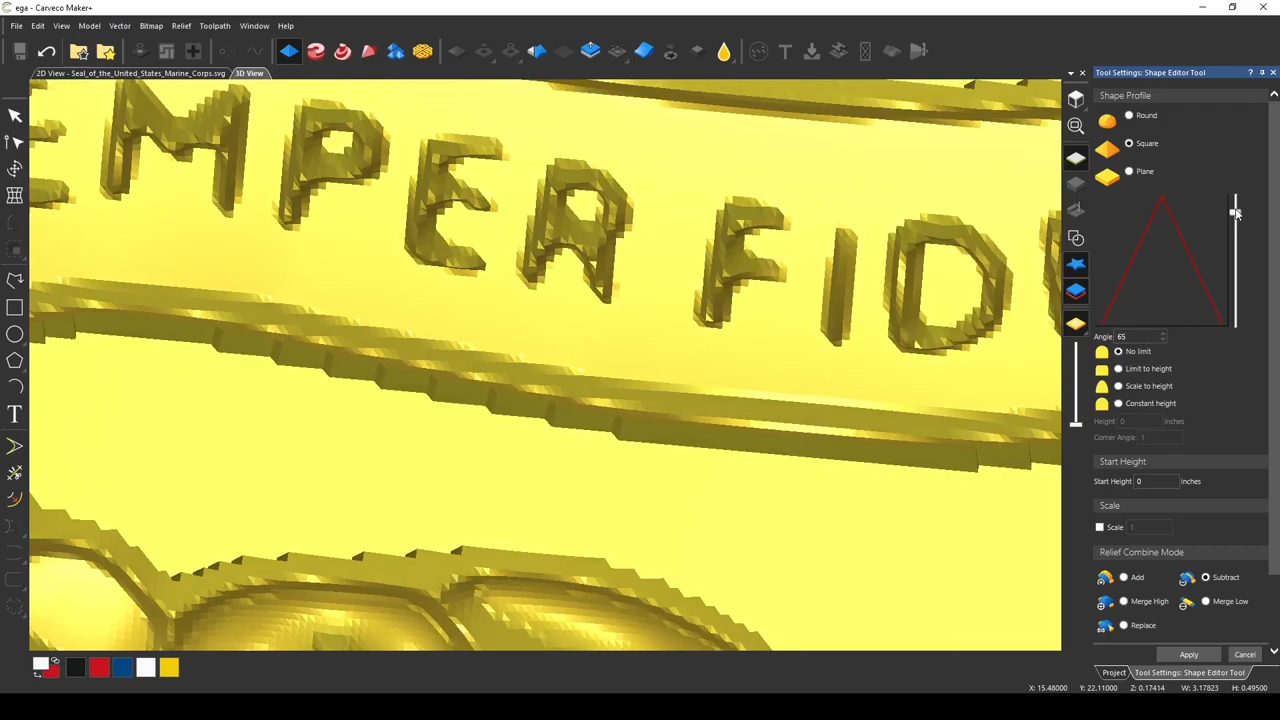 ega - Carveco Maker+
File Edit View Model Vector Bitmap Relief Toolpath Window Help
2D View - Seal_of_the_United_States_Marine_Corps.svg 3D View
Tool Settings: Shape Editor Tool
Shape Profile
Round
Square
Plane
Angle 65
No limit
Limit to height
Scale to height
Constant height
Height 0 inches
Corner Angle 1
Start Height
Start Height 0 inches
Scale
Scale 1
Relief Combine Mode
Add Subtract
Merge High Merge Low
Replace
Apply Cancel
Project Tool Settings: Shape Editor Tool
X: 15.48000 Y: 22.11000 Z: 0.17414 W: 3.17823 H: 0.49500
EMPER FID